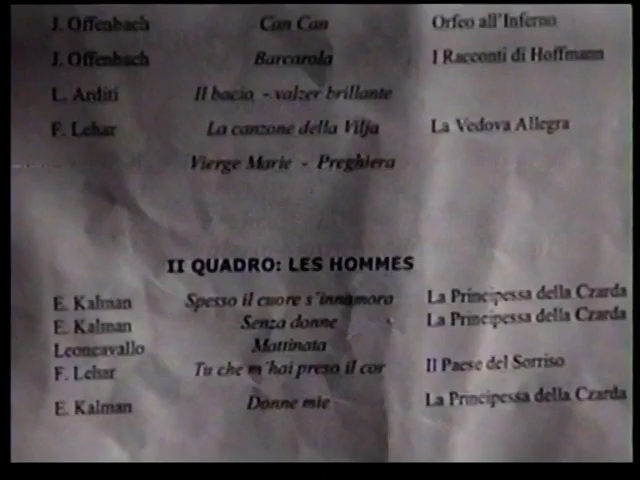 J. Offenbach Can Can Orfeo all'Inferno
J. Offenbach Barcarola I Racconti di Hoffmann
L. Arditi Il bacio - valzer brillante
F. Lehar La canzone della Vilja La Vedova Allegra
Vierge Marie - Preghiera
II QUADRO: LES HOMMES
E. Kalman Spesso il cuore s'innamora La Principessa della Czarda
E. Kalman Senza donne La Principessa della Czarda
Leoncavallo Mattinata
F. Lehar Tu che m'hai preso il cor Il Paese del Sorriso
E. Kalman Donne mie La Principessa della Czarda